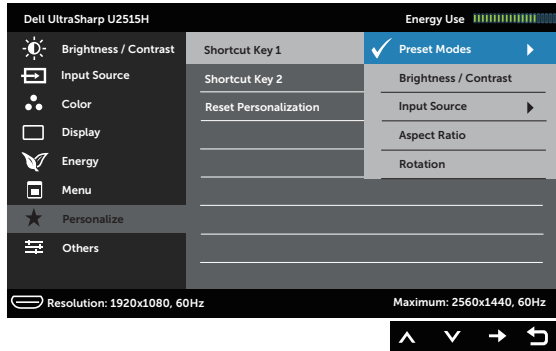 Dell UltraSharp U2515H
Energy Use
Brightness / Contrast
Input Source
Color
Display
Energy
Menu
Personalize
Others
Shortcut Key 1
Shortcut Key 2
Reset Personalization
Preset Modes
Brightness / Contrast
Input Source
Aspect Ratio
Rotation
Resolution: 1920x1080, 60Hz
Maximum: 2560x1440, 60Hz